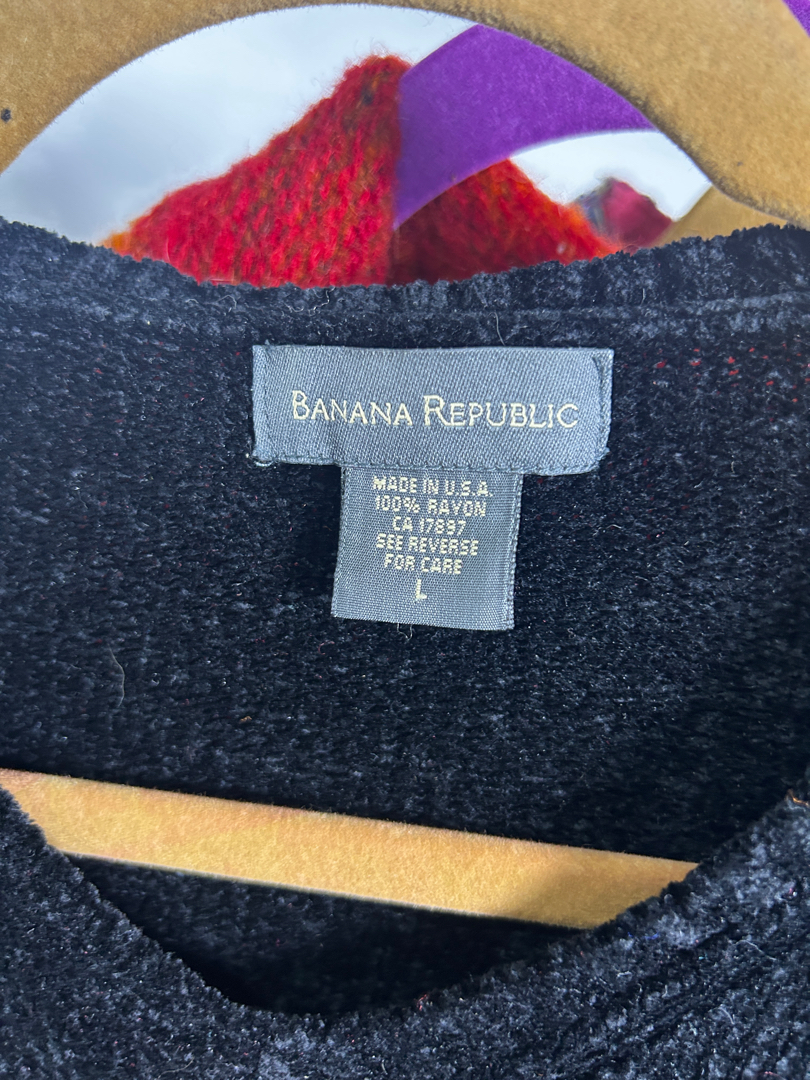 BANANA REPUBLIC
MADE IN U.S.A.
100% RAYON
CA 17897
SEE REVERSE
FOR CARE
L